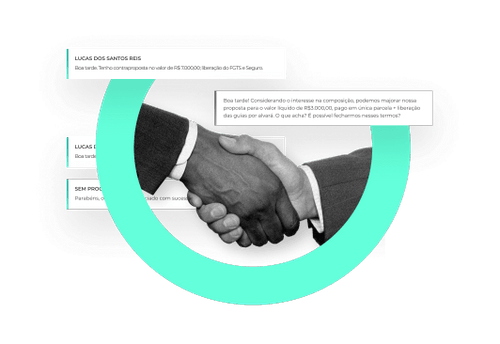 LUCAS DOS SANTOS REIS
Boa tarde. Tenho contraproposta no valor de R$ 7.000,00; liberação do FGTS e Seguro.
Boa tarde! Considerando o interesse na composição, podemos majorar nossa
proposta para o valor líquido de R$3.000,00, pago em única parcela + liberação
das guias por alvará. O que acha? É possível fecharmos nesses termos?
LUCAS
Boa tarde
SEM
Parabéns,
com